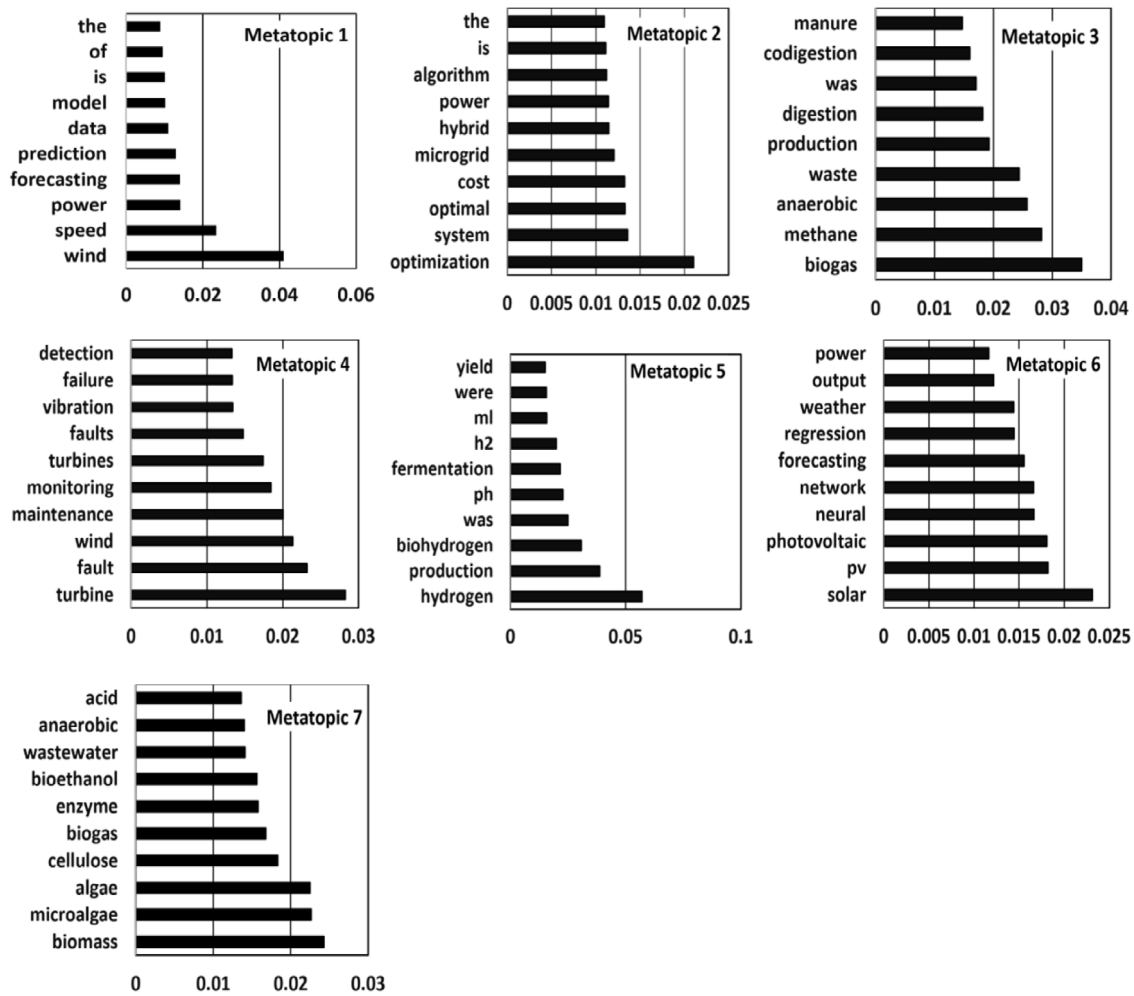 Metatopic 1
the
of
is
model
data
prediction
forecasting
power
speed
wind
0 0.02 0.04 0.06
Metatopic 2
the
is
algorithm
power
hybrid
microgrid
cost
optimal
system
optimization
0 0.005 0.01 0.015 0.02 0.025
Metatopic 3
manure
codigestion
was
digestion
production
waste
anaerobic
methane
biogas
0 0.01 0.02 0.03 0.04
Metatopic 4
detection
failure
vibration
faults
turbines
monitoring
maintenance
wind
fault
turbine
0 0.01 0.02 0.03
Metatopic 5
yield
were
ml
h2
fermentation
ph
was
biohydrogen
production
hydrogen
0 0.05 0.1
Metatopic 6
power
output
weather
regression
forecasting
network
neural
photovoltaic
pv
solar
0 0.005 0.01 0.015 0.02 0.025
Metatopic 7
acid
anaerobic
wastewater
bioethanol
enzyme
biogas
cellulose
algae
microalgae
biomass
0 0.01 0.02 0.03